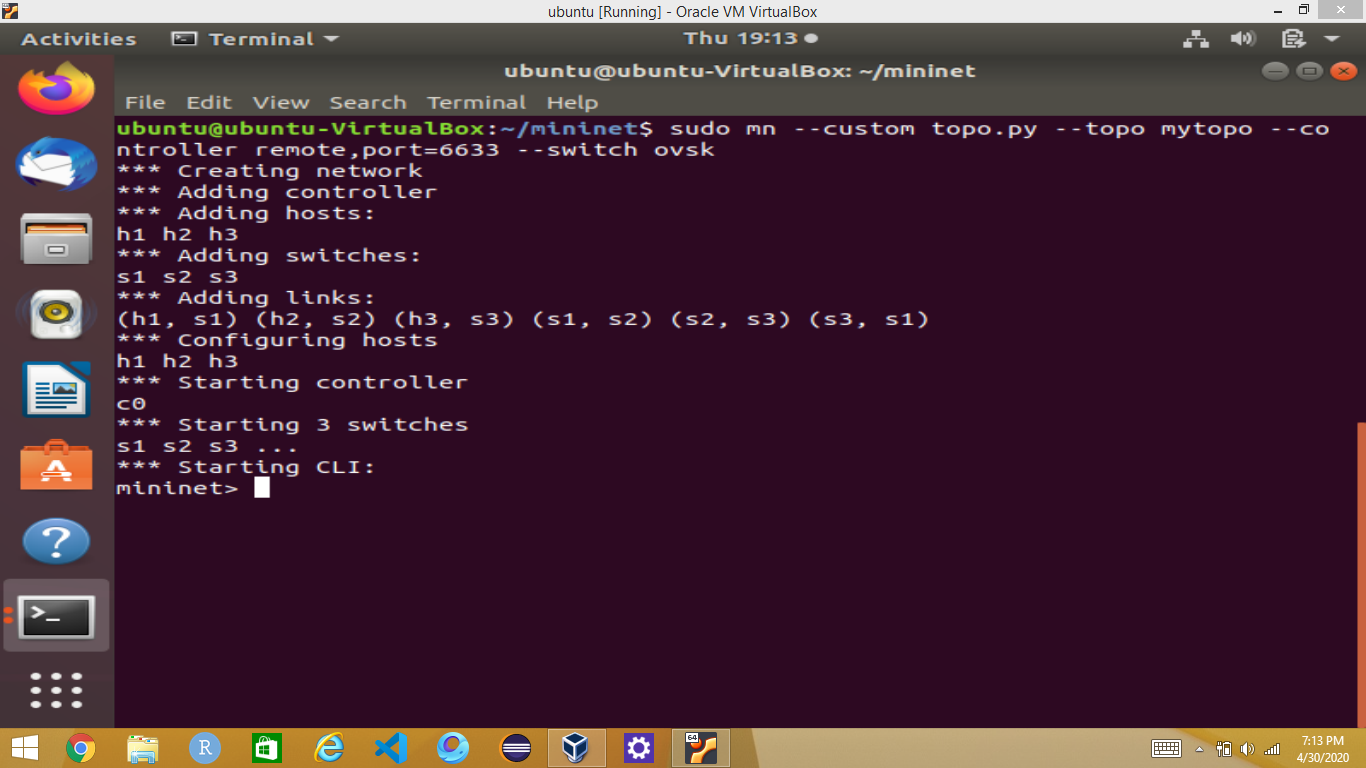 ubuntu [Running] - Oracle VM VirtualBox
Activities Terminal Thu 19:13
ubuntu@ubuntu-VirtualBox: ~/mininet
File Edit View Search Terminal Help
ubuntu@ubuntu-VirtualBox:~/mininet$ sudo mn --custom topo.py --topo mytopo --co
ntroller remote,port=6633 --switch ovsk
*** Creating network
*** Adding controller
*** Adding hosts:
h1 h2 h3
*** Adding switches:
s1 s2 s3
*** Adding links:
(h1, s1) (h2, s2) (h3, s3) (s1, s2) (s2, s3) (s3, s1)
*** Configuring hosts
h1 h2 h3
*** Starting controller
c0
*** Starting 3 switches
s1 s2 s3 ...
*** Starting CLI:
mininet>
R
64
7:13 PM
4/30/2020